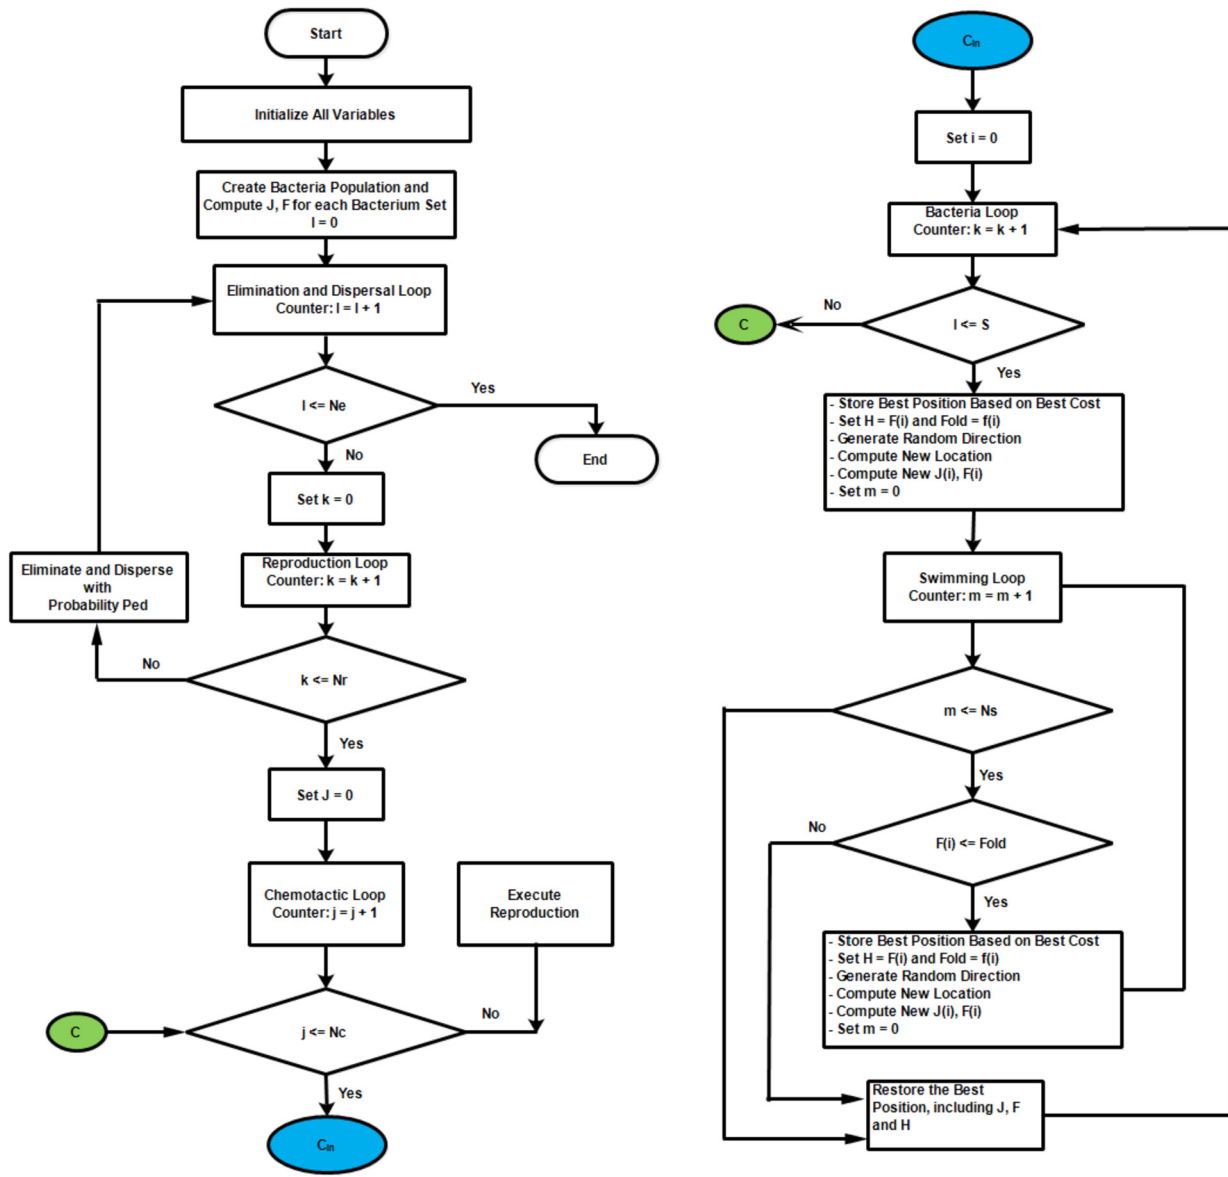 Start
Initialize All Variables
Create Bacteria Population and
Compute J, F for each Bacterium Set
l = 0
Elimination and Dispersal Loop
Counter: l = l + 1
l <= Ne
Yes
End
No
Set k = 0
Reproduction Loop
Counter: k = k + 1
Eliminate and Disperse
with
Probability Ped
No
k <= Nr
Yes
Set J = 0
Chemotactic Loop
Counter: j = j + 1
Execute
Reproduction
C
j <= Nc
No
Yes
Cin
Cin
Set i = 0
Bacteria Loop
Counter: k = k + 1
No
C
I <= S
Yes
- Store Best Position Based on Best Cost
- Set H = F(i) and Fold = f(i)
- Generate Random Direction
- Compute New Location
- Compute New J(i), F(i)
- Set m = 0
Swimming Loop
Counter: m = m + 1
m <= Ns
Yes
No
F(i) <= Fold
Yes
- Store Best Position Based on Best Cost
- Set H = F(i) and Fold = f(i)
- Generate Random Direction
- Compute New Location
- Compute New J(i), F(i)
- Set m = 0
Restore the Best
Position, including J, F
and H